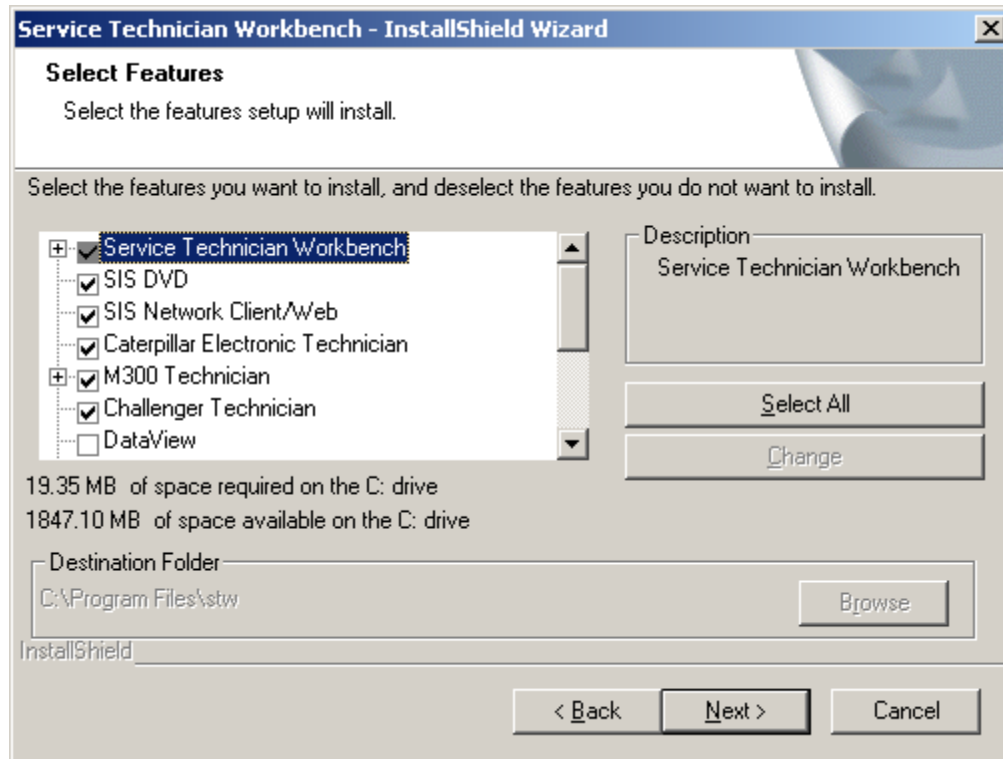 Service Technician Workbench - InstallShield Wizard
Select Features
Select the features setup will install.
Select the features you want to install, and deselect the features you do not want to install.
Service Technician Workbench
SIS DVD
SIS Network Client/Web
Caterpillar Electronic Technician
M300 Technician
Challenger Technician
DataView
Description
Service Technician Workbench
Select All
Change
19.35 MB of space required on the C: drive
1847.10 MB of space available on the C: drive
Destination Folder
C:\Program Files\stw
Browse
InstallShield
< Back
Next >
Cancel